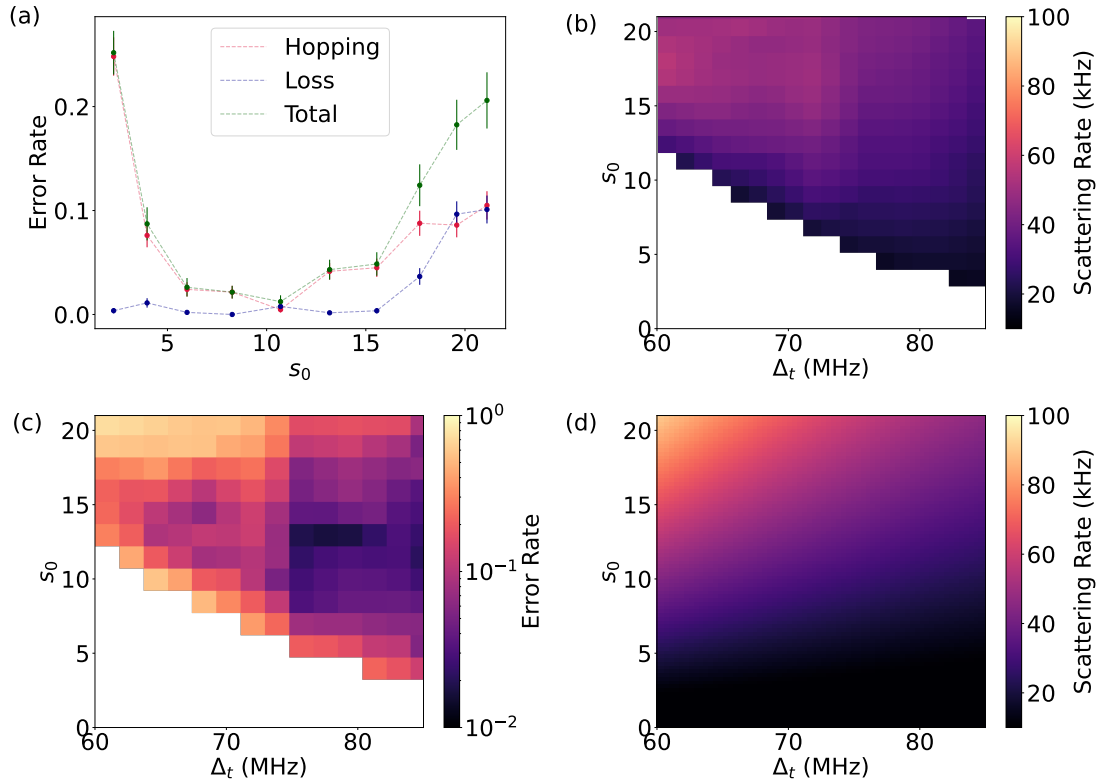 (a)
Error Rate
0.2
0.1
0.0
Hopping
Loss
Total
5
10
15
20
s₀
(b)
s₀
20
15
10
5
0
60
70
80
Δₜ (MHz)
100
80
60
40
20
Scattering Rate (kHz)
(c)
s₀
20
15
10
5
0
60
70
80
Δₜ (MHz)
10⁰
10⁻¹
10⁻²
Error Rate
(d)
s₀
20
15
10
5
0
60
70
80
Δₜ (MHz)
100
80
60
40
20
Scattering Rate (kHz)